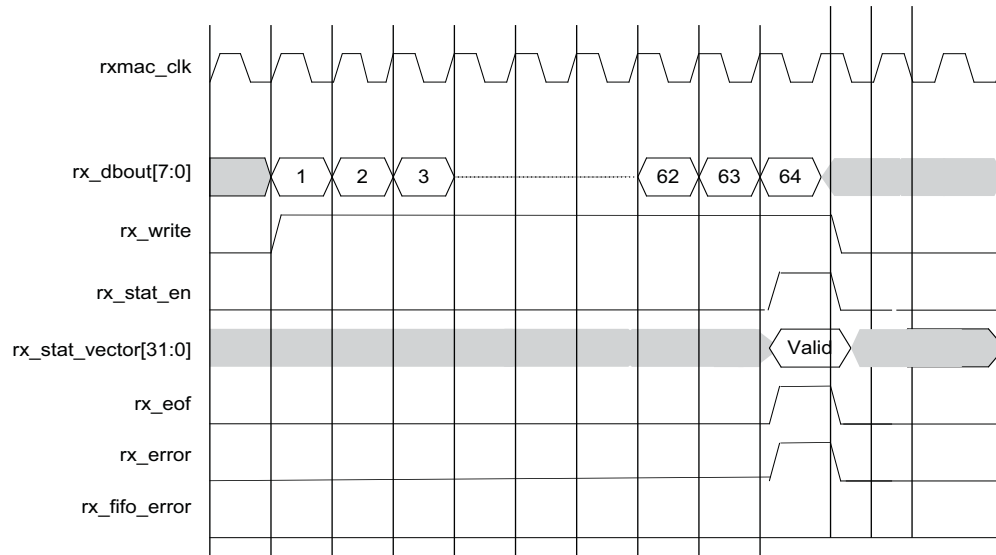 rxmac_clk
rx_dbout[7:0]
1 2 3 62 63 64
rx_write
rx_stat_en
rx_stat_vector[31:0]
Valid
rx_eof
rx_error
rx_fifo_error